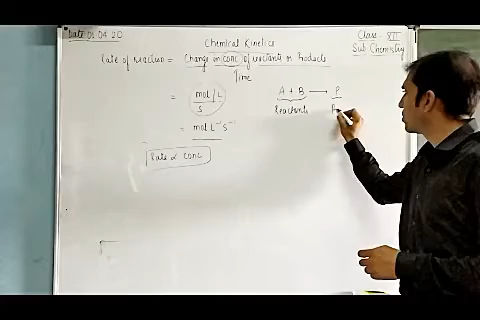 Date 01.04.20
Chemical Kinetics
Class - XII
Sub Chemistry
Rate of Reaction = Change in conc of reactants or Products
Time
= mol/L
s
A + B → P
Reactants
= mol L⁻¹ s⁻¹
Rate ∝ conc